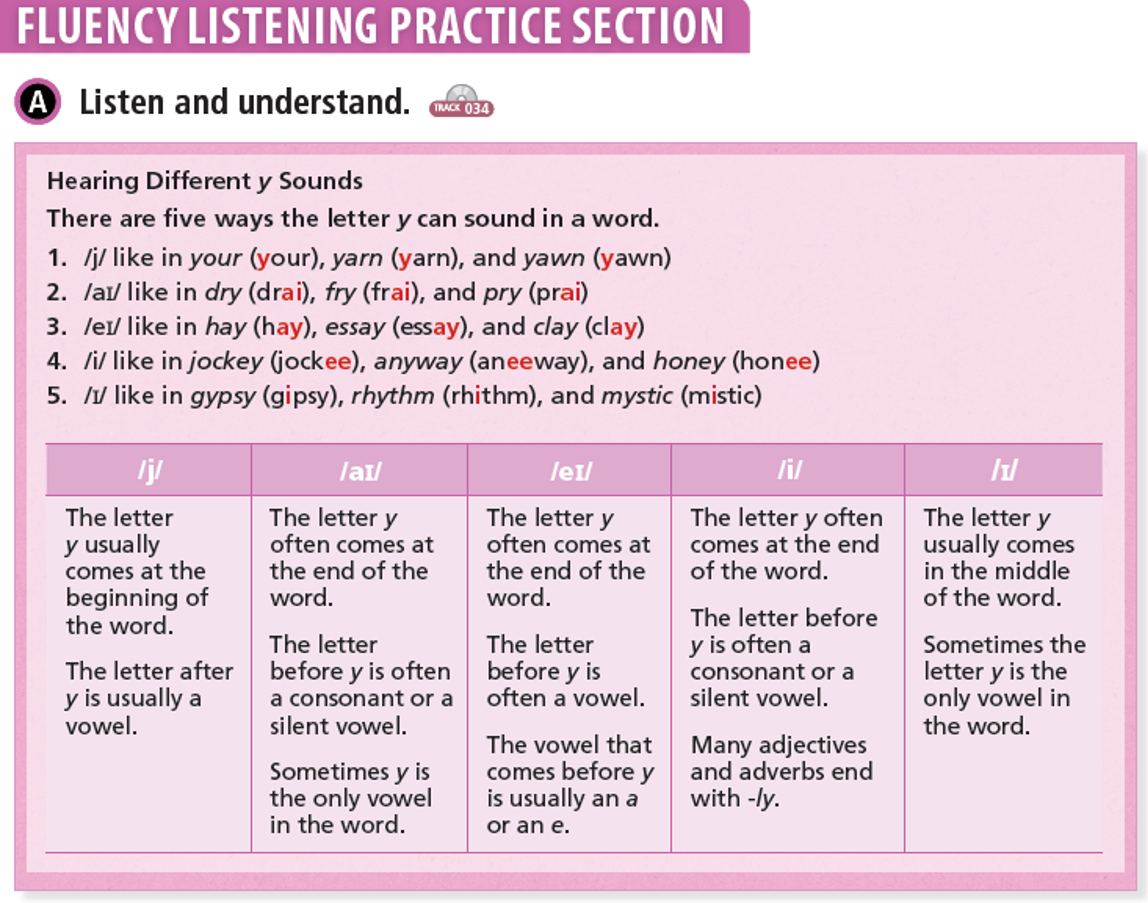 FLUENCY LISTENING PRACTICE SECTION
A Listen and understand. TRACK 034
Hearing Different y Sounds
There are five ways the letter y can sound in a word.
1. /j/ like in your (your), yarn (yarn), and yawn (yawn)
2. /aɪ/ like in dry (drai), fry (frai), and pry (prai)
3. /eɪ/ like in hay (hay), essay (essay), and clay (clay)
4. /i/ like in jockey (jockee), anyway (aneeway), and honey (honee)
5. /ɪ/ like in gypsy (gipsy), rhythm (rhithm), and mystic (mistic)
/j/
The letter
y usually
comes at the
beginning of
the word.
The letter after
y is usually a
vowel.
/aɪ/
The letter y
often comes at
the end of the
word.
The letter
before y is often
a consonant or a
silent vowel.
Sometimes y is
the only vowel
in the word.
/eɪ/
The letter y
often comes at
the end of the
word.
The letter
before y is
often a vowel.
The vowel that
comes before y
is usually an a
or an e.
/i/
The letter y often
comes at the end
of the word.
The letter before
y is often a
consonant or a
silent vowel.
Many adjectives
and adverbs end
with -ly.
/ɪ/
The letter y
usually comes
in the middle
of the word.
Sometimes the
letter y is the
only vowel in
the word.